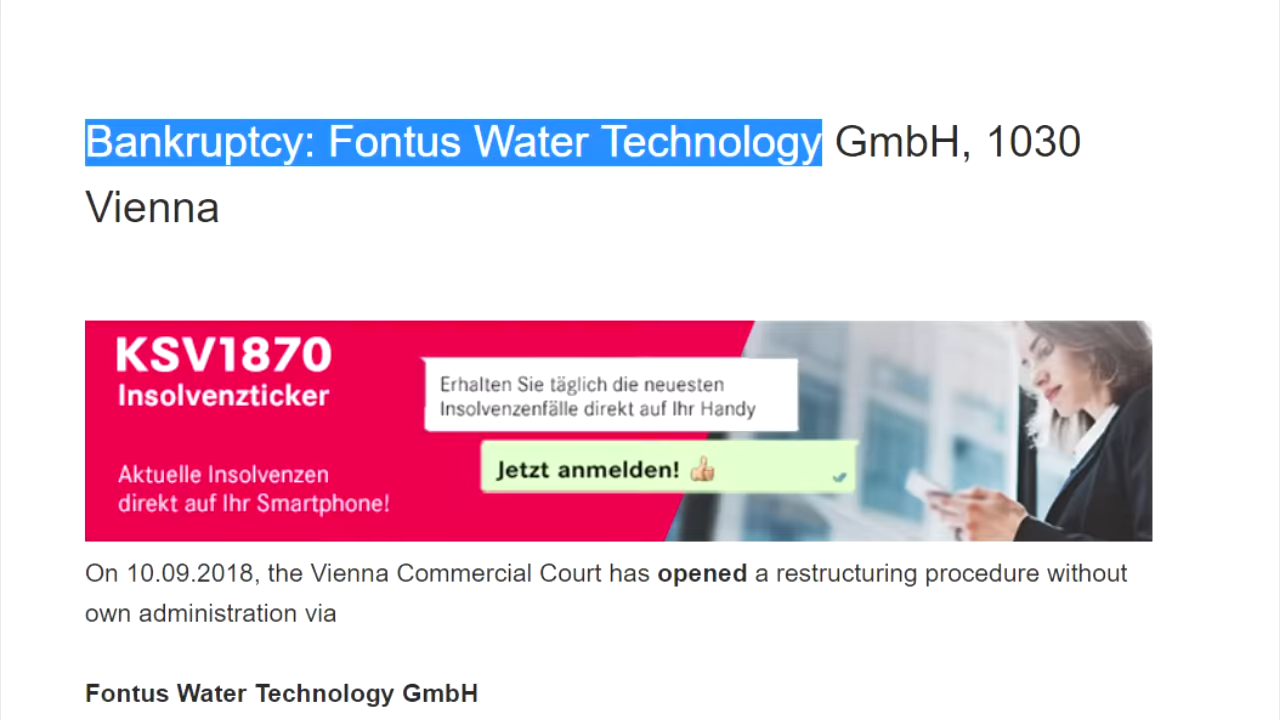 Bankruptcy: Fontus Water Technology GmbH, 1030
Vienna
KSV1870
Insolvenzticker
Erhalten Sie täglich die neuesten
Insolvenzenfälle direkt auf Ihr Handy
Jetzt anmelden! 👍
Aktuelle Insolvenzen
direkt auf Ihr Smartphone!
On 10.09.2018, the Vienna Commercial Court has opened a restructuring procedure without
own administration via
Fontus Water Technology GmbH